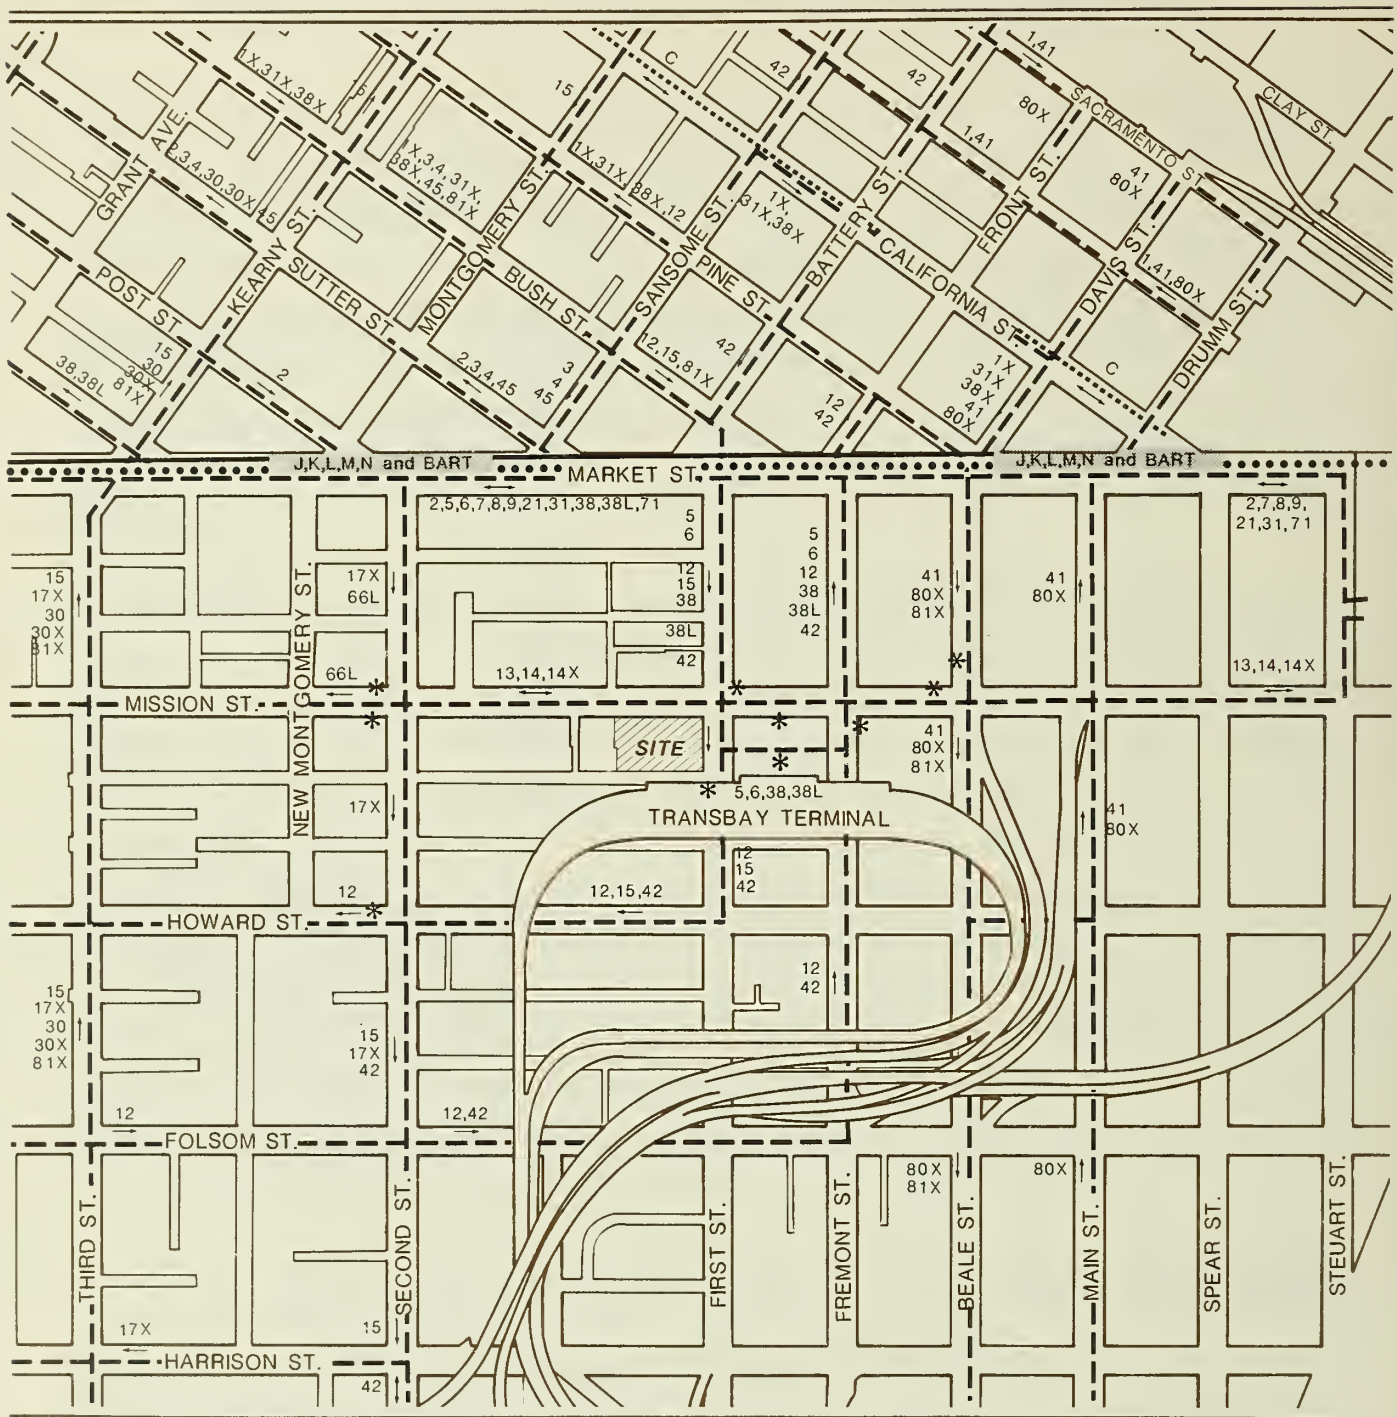 1,41
C
42
42
1X,31X,38X
15
15
80X
SACRAMENTO ST.
CLAY ST.
1,41
GRANT AVE.
2,3,4,30,30X,45
1X,3,4,31X,
38X,45,81X
1X,31X,38X,12
1X,
31X,38X
41
80X
FRONT ST.
KEARNY ST.
MONTGOMERY ST.
SANSOME ST.
BATTERY ST.
CALIFORNIA ST.
DAVIS ST.
1,41,80X
DRUMM ST.
POST ST.
SUTTER ST.
BUSH ST.
PINE ST.
38,38L
15
30
30X
81X
2
2,3,4,45
3
4
45
12,15,81X
42
12
42
1X
31X
38X
41
80X
C
J,K,L,M,N and BART
MARKET ST.
J,K,L,M,N and BART
2,5,6,7,8,9,21,31,38,38L,71
5
6
2,7,8,9,
21,31,71
15
17X
30
30X
81X
NEW MONTGOMERY ST.
17X
66L
12
15
38
38L
42
5
6
12
38
38L
42
41
80X
81X
41
80X
66L
13,14,14X
13,14,14X
MISSION ST.
SITE
41
80X
81X
17X
5,6,38,38L
TRANSBAY TERMINAL
41
80X
12
12,15,42
12
15
42
HOWARD ST.
15
17X
30
30X
81X
15
17X
42
12
42
12
12,42
FOLSOM ST.
80X
81X
80X
THIRD ST.
SECOND ST.
FIRST ST.
FREMONT ST.
BEALE ST.
MAIN ST.
SPEAR ST.
STEUART ST.
17X
15
HARRISON ST.
42